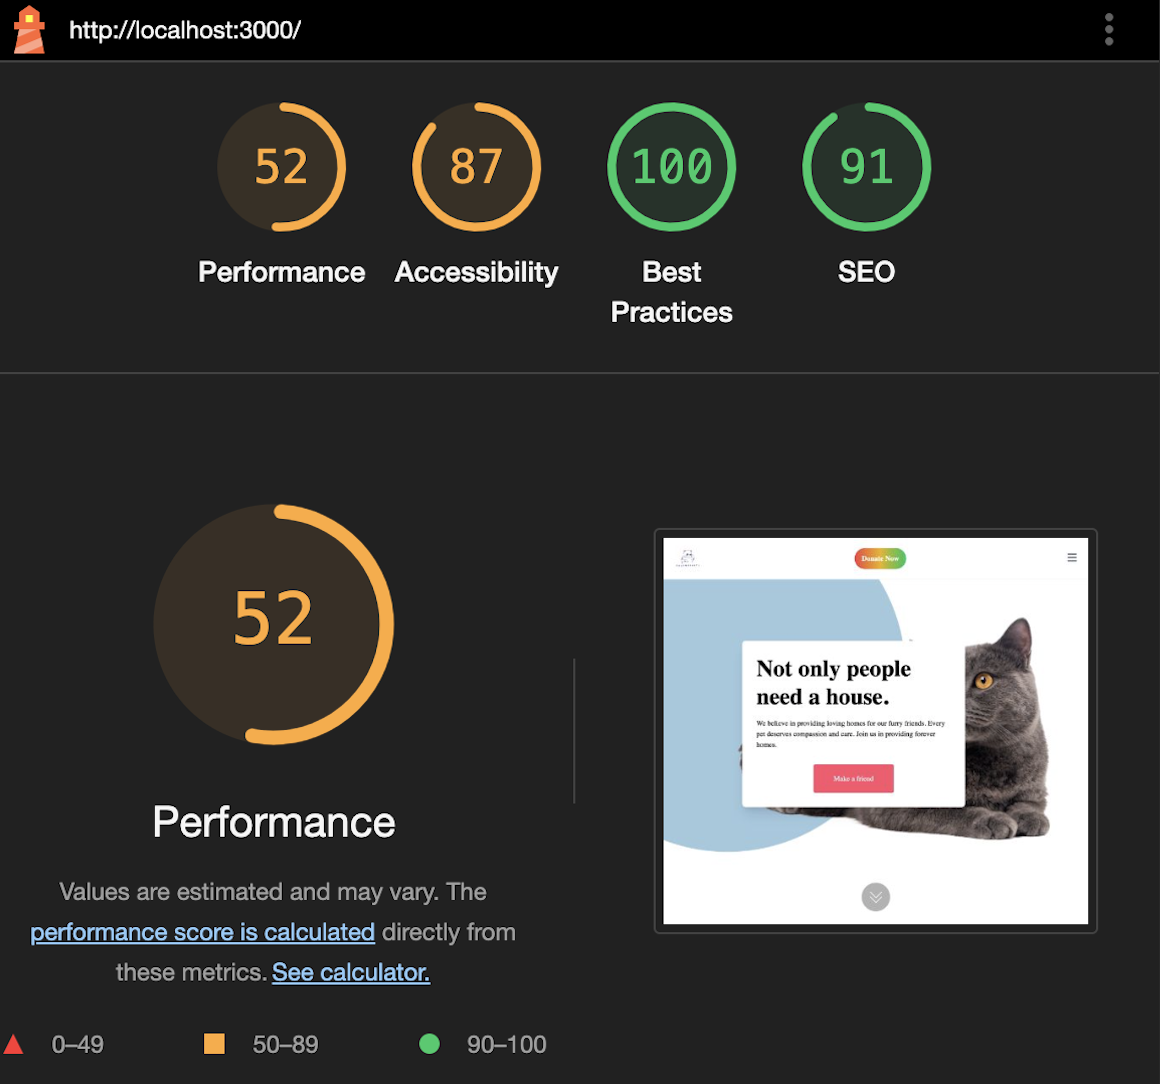 http://localhost:3000/
52
87
100
91
Performance
Accessibility
Best
Practices
SEO
52
Performance
Values are estimated and may vary. The
performance score is calculated directly from
these metrics. See calculator.
0–49
50–89
90–100
Donate Now
Not only people
need a house.
We believe in providing loving homes for our furry friends. Every
pet deserves compassion and care. Join us in providing forever
homes.
Make a friend